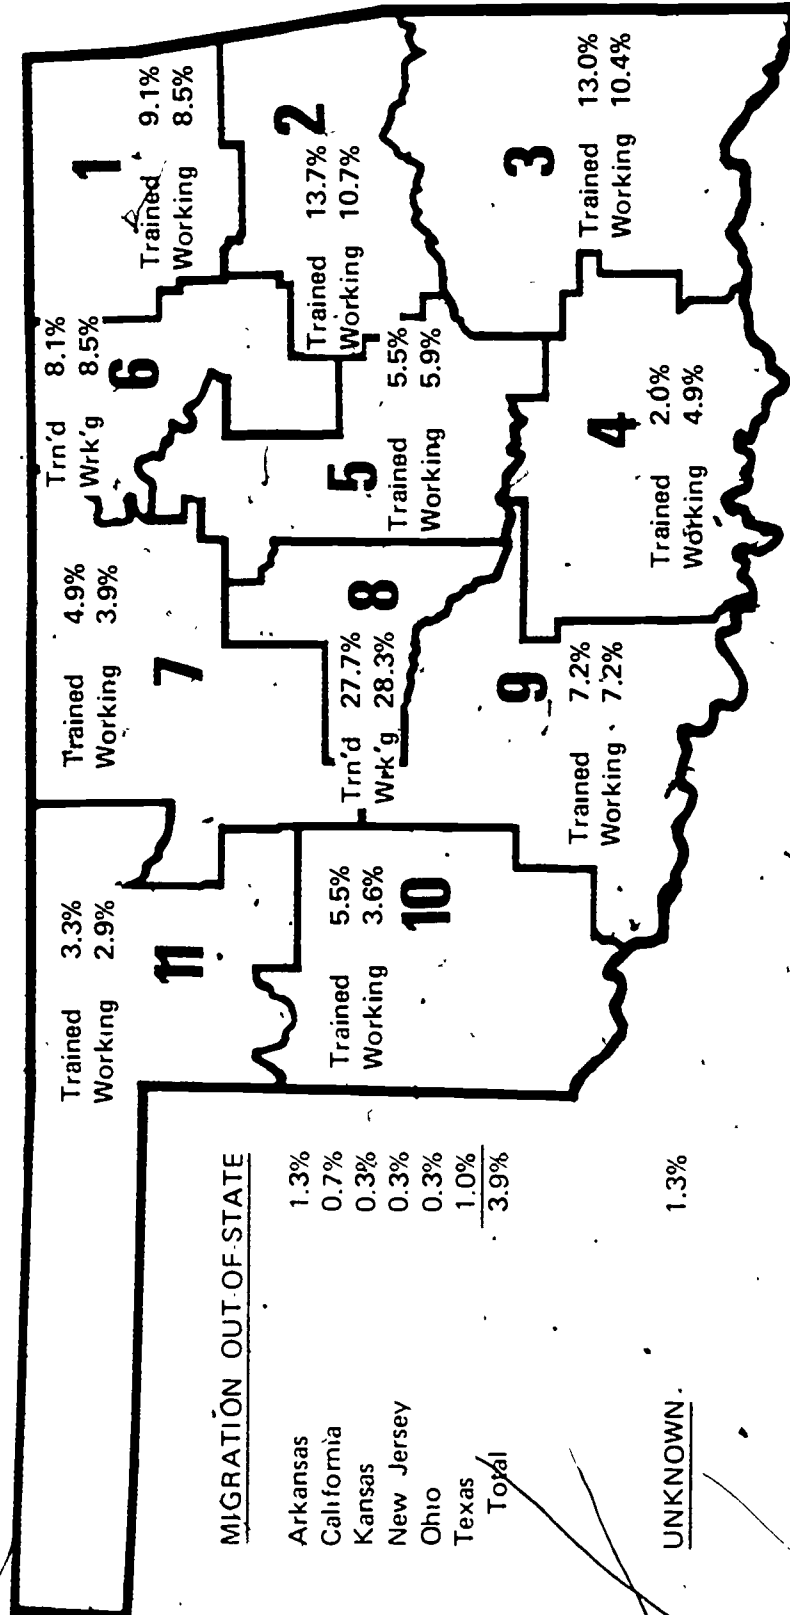 Trained 3.3%
Working 2.9%
11
Trained 4.9%
Working 3.9%
7
Trn'd 8.1%
Wrk'g 8.5%
6
1
Trained 9.1%
Working 8.5%
2
Trained 13.7%
Working 10.7%
Trained 5.5%
Working 3.6%
10
Trn'd 27.7%
Wrk'g 28.3%
8
5
Trained 5.5%
Working 5.9%
3
Trained 13.0%
Working 10.4%
9
Trained 7.2%
Working 7.2%
4
Trained 2.0%
Working 4.9%
MIGRATION OUT-OF-STATE
Arkansas 1.3%
California 0.7%
Kansas 0.3%
New Jersey 0.3%
Ohio 0.3%
Texas 1.0%
Total 3.9%
UNKNOWN 1.3%